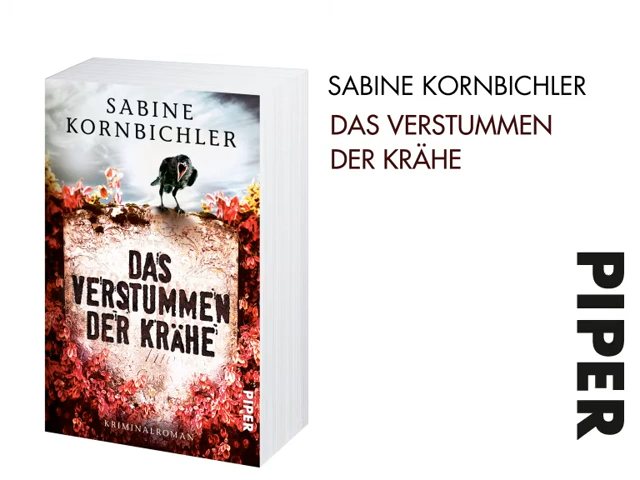 SABINE
KORNBICHLER
DAS
VERSTUMMEN
DER KRÄHE
KRIMINALROMAN
PIPER
SABINE KORNBICHLER
DAS VERSTUMMEN
DER KRÄHE
PIPER